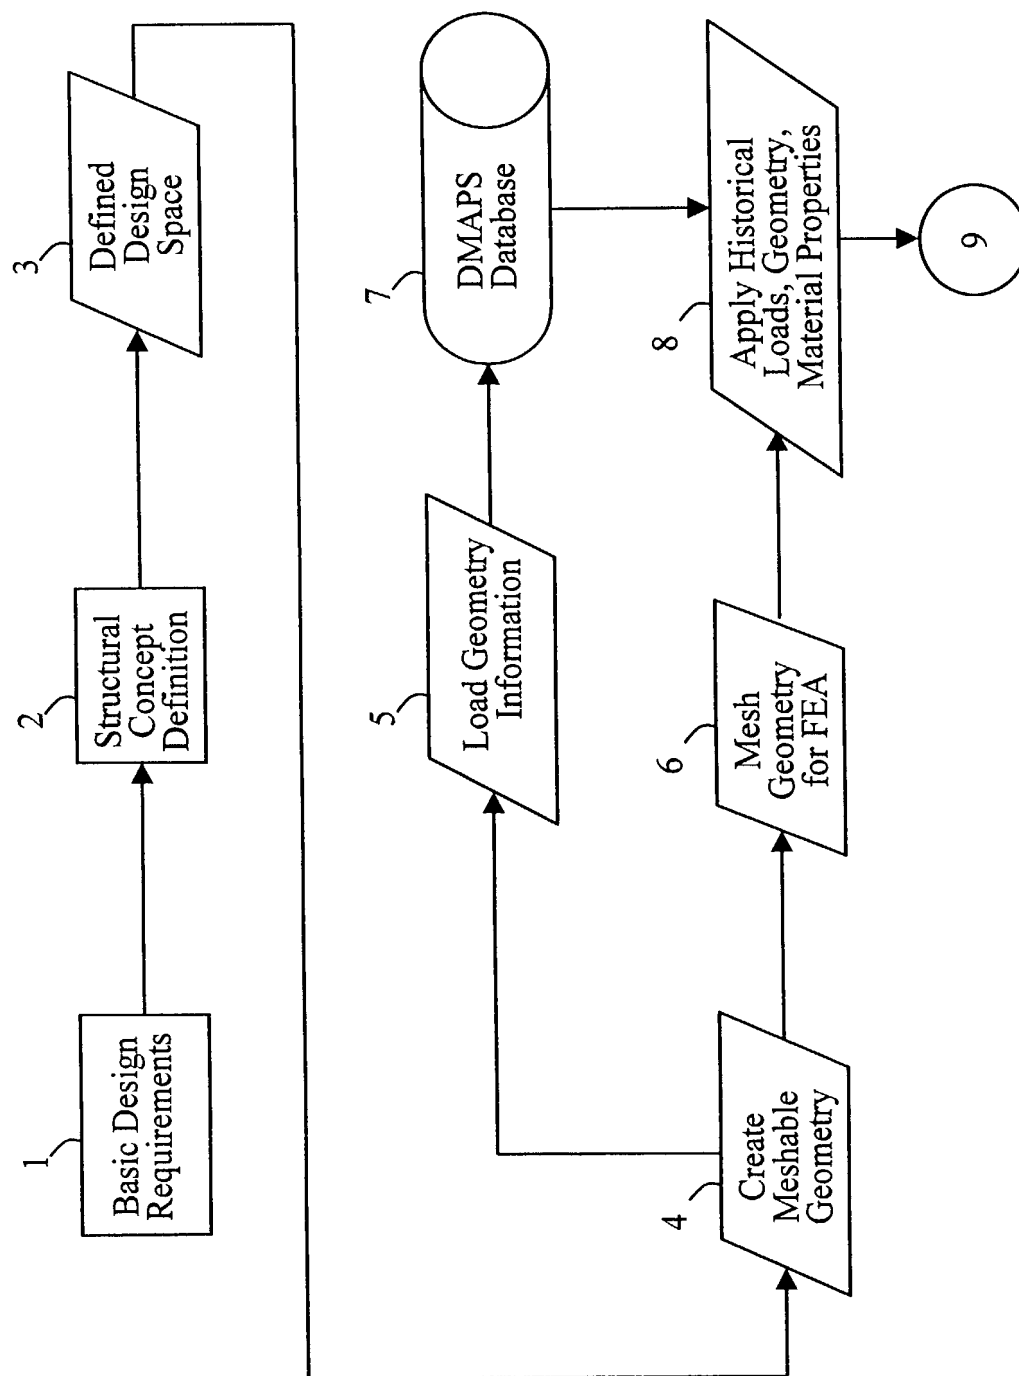 1
Basic Design
Requirements
2
Structural
Concept
Definition
3
Defined
Design
Space
4
Create
Meshable
Geometry
5
Load Geometry
Information
6
Mesh
Geometry
for FEA
7
DMAPS
Database
8
Apply Historical
Loads, Geometry,
Material Properties
9